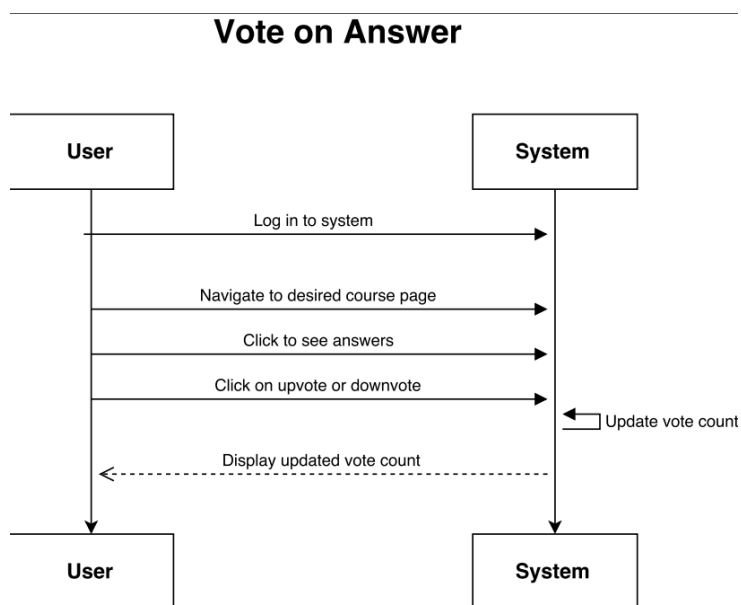 Vote on Answer
User
System
Log in to system
Navigate to desired course page
Click to see answers
Click on upvote or downvote
Update vote count
Display updated vote count
User
System